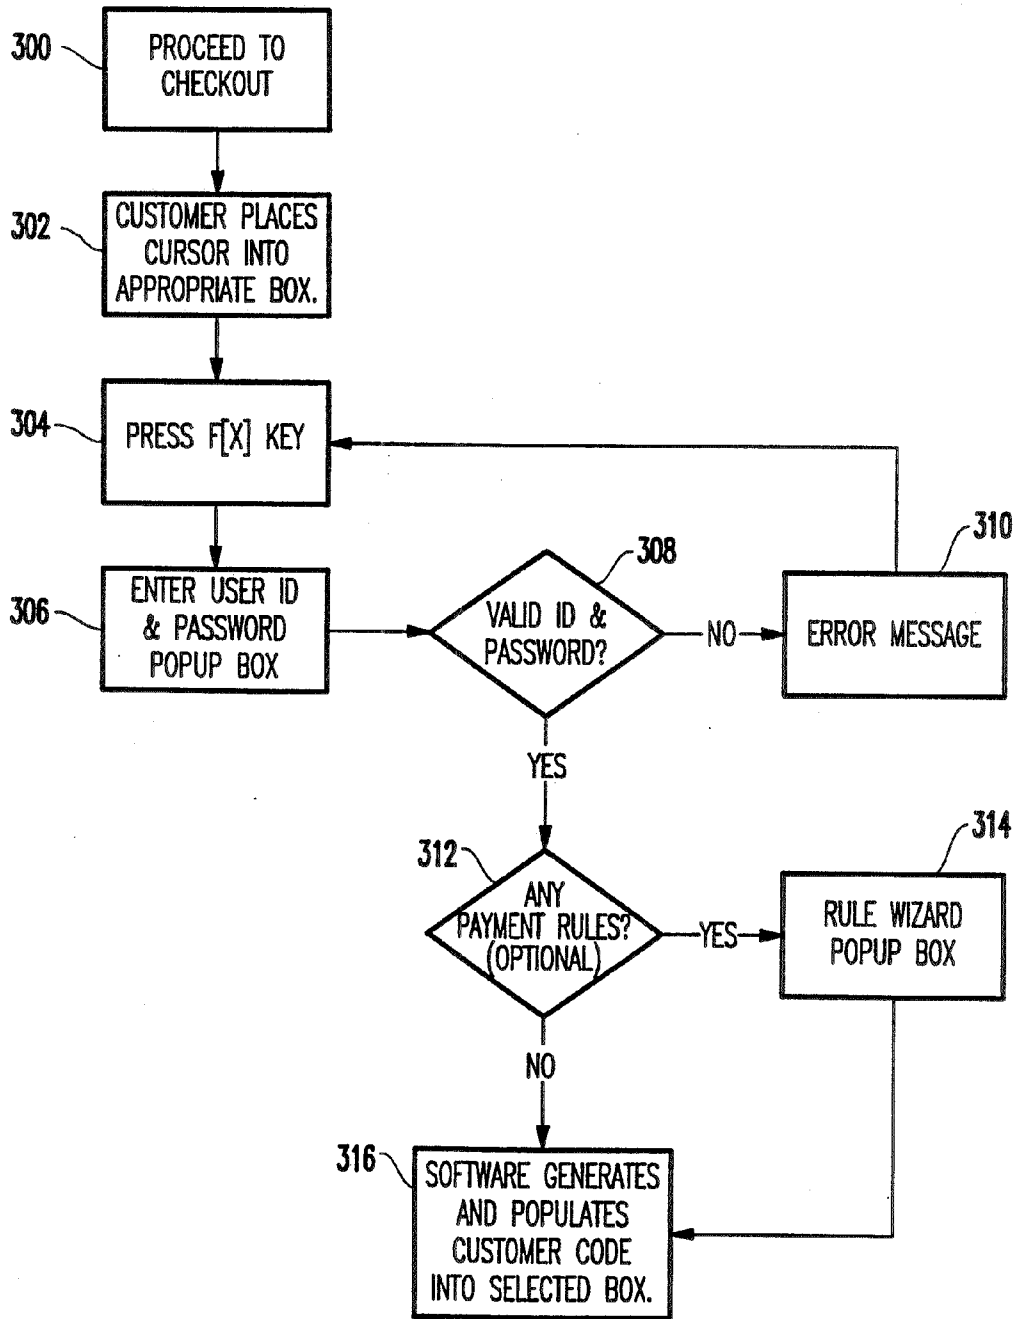 300
PROCEED TO
CHECKOUT
302
CUSTOMER PLACES
CURSOR INTO
APPROPRIATE BOX.
304
PRESS F[X] KEY
306
ENTER USER ID
& PASSWORD
POPUP BOX
308
VALID ID &
PASSWORD?
NO
310
ERROR MESSAGE
YES
312
ANY
PAYMENT RULES?
(OPTIONAL)
YES
314
RULE WIZARD
POPUP BOX
NO
316
SOFTWARE GENERATES
AND POPULATES
CUSTOMER CODE
INTO SELECTED BOX.